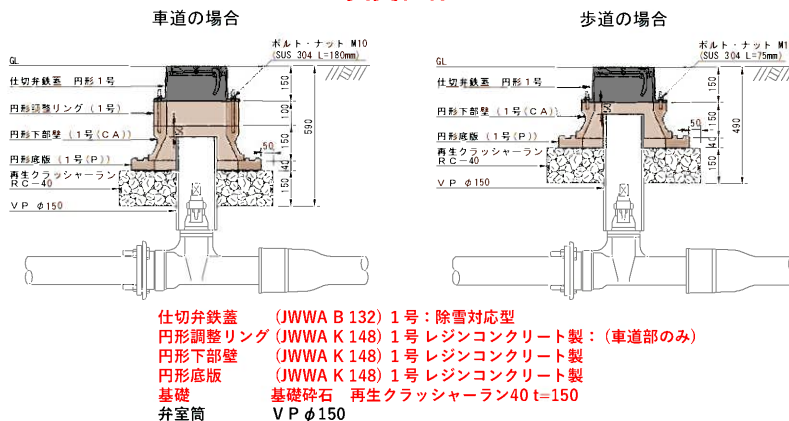 車道の場合
ボルト・ナット M10
(SUS 304 L=180mm)
GL
仕切弁鉄蓋 円形1号
円形調整リング (1号)
円形下部壁 (1号(CA))
円形底版 (1号(P))
再生クラッシャーラン
RC-40
VP φ150
50
150
100
150
40
150
590
歩道の場合
ボルト・ナット M1
(SUS 304 L=75mm)
GL
仕切弁鉄蓋 円形1号
円形下部壁 (1号(CA))
円形底版 (1号(P))
再生クラッシャーラン
RC-40
VP φ150
50
150
150
40
150
490
仕切弁鉄蓋 (JWWA B 132) 1号:除雪対応型
円形調整リング (JWWA K 148) 1号 レジンコンクリート製:(車道部のみ)
円形下部壁 (JWWA K 148) 1号 レジンコンクリート製
円形底版 (JWWA K 148) 1号 レジンコンクリート製
基礎 基礎砕石 再生クラッシャーラン40 t=150
弁室筒 VPφ150